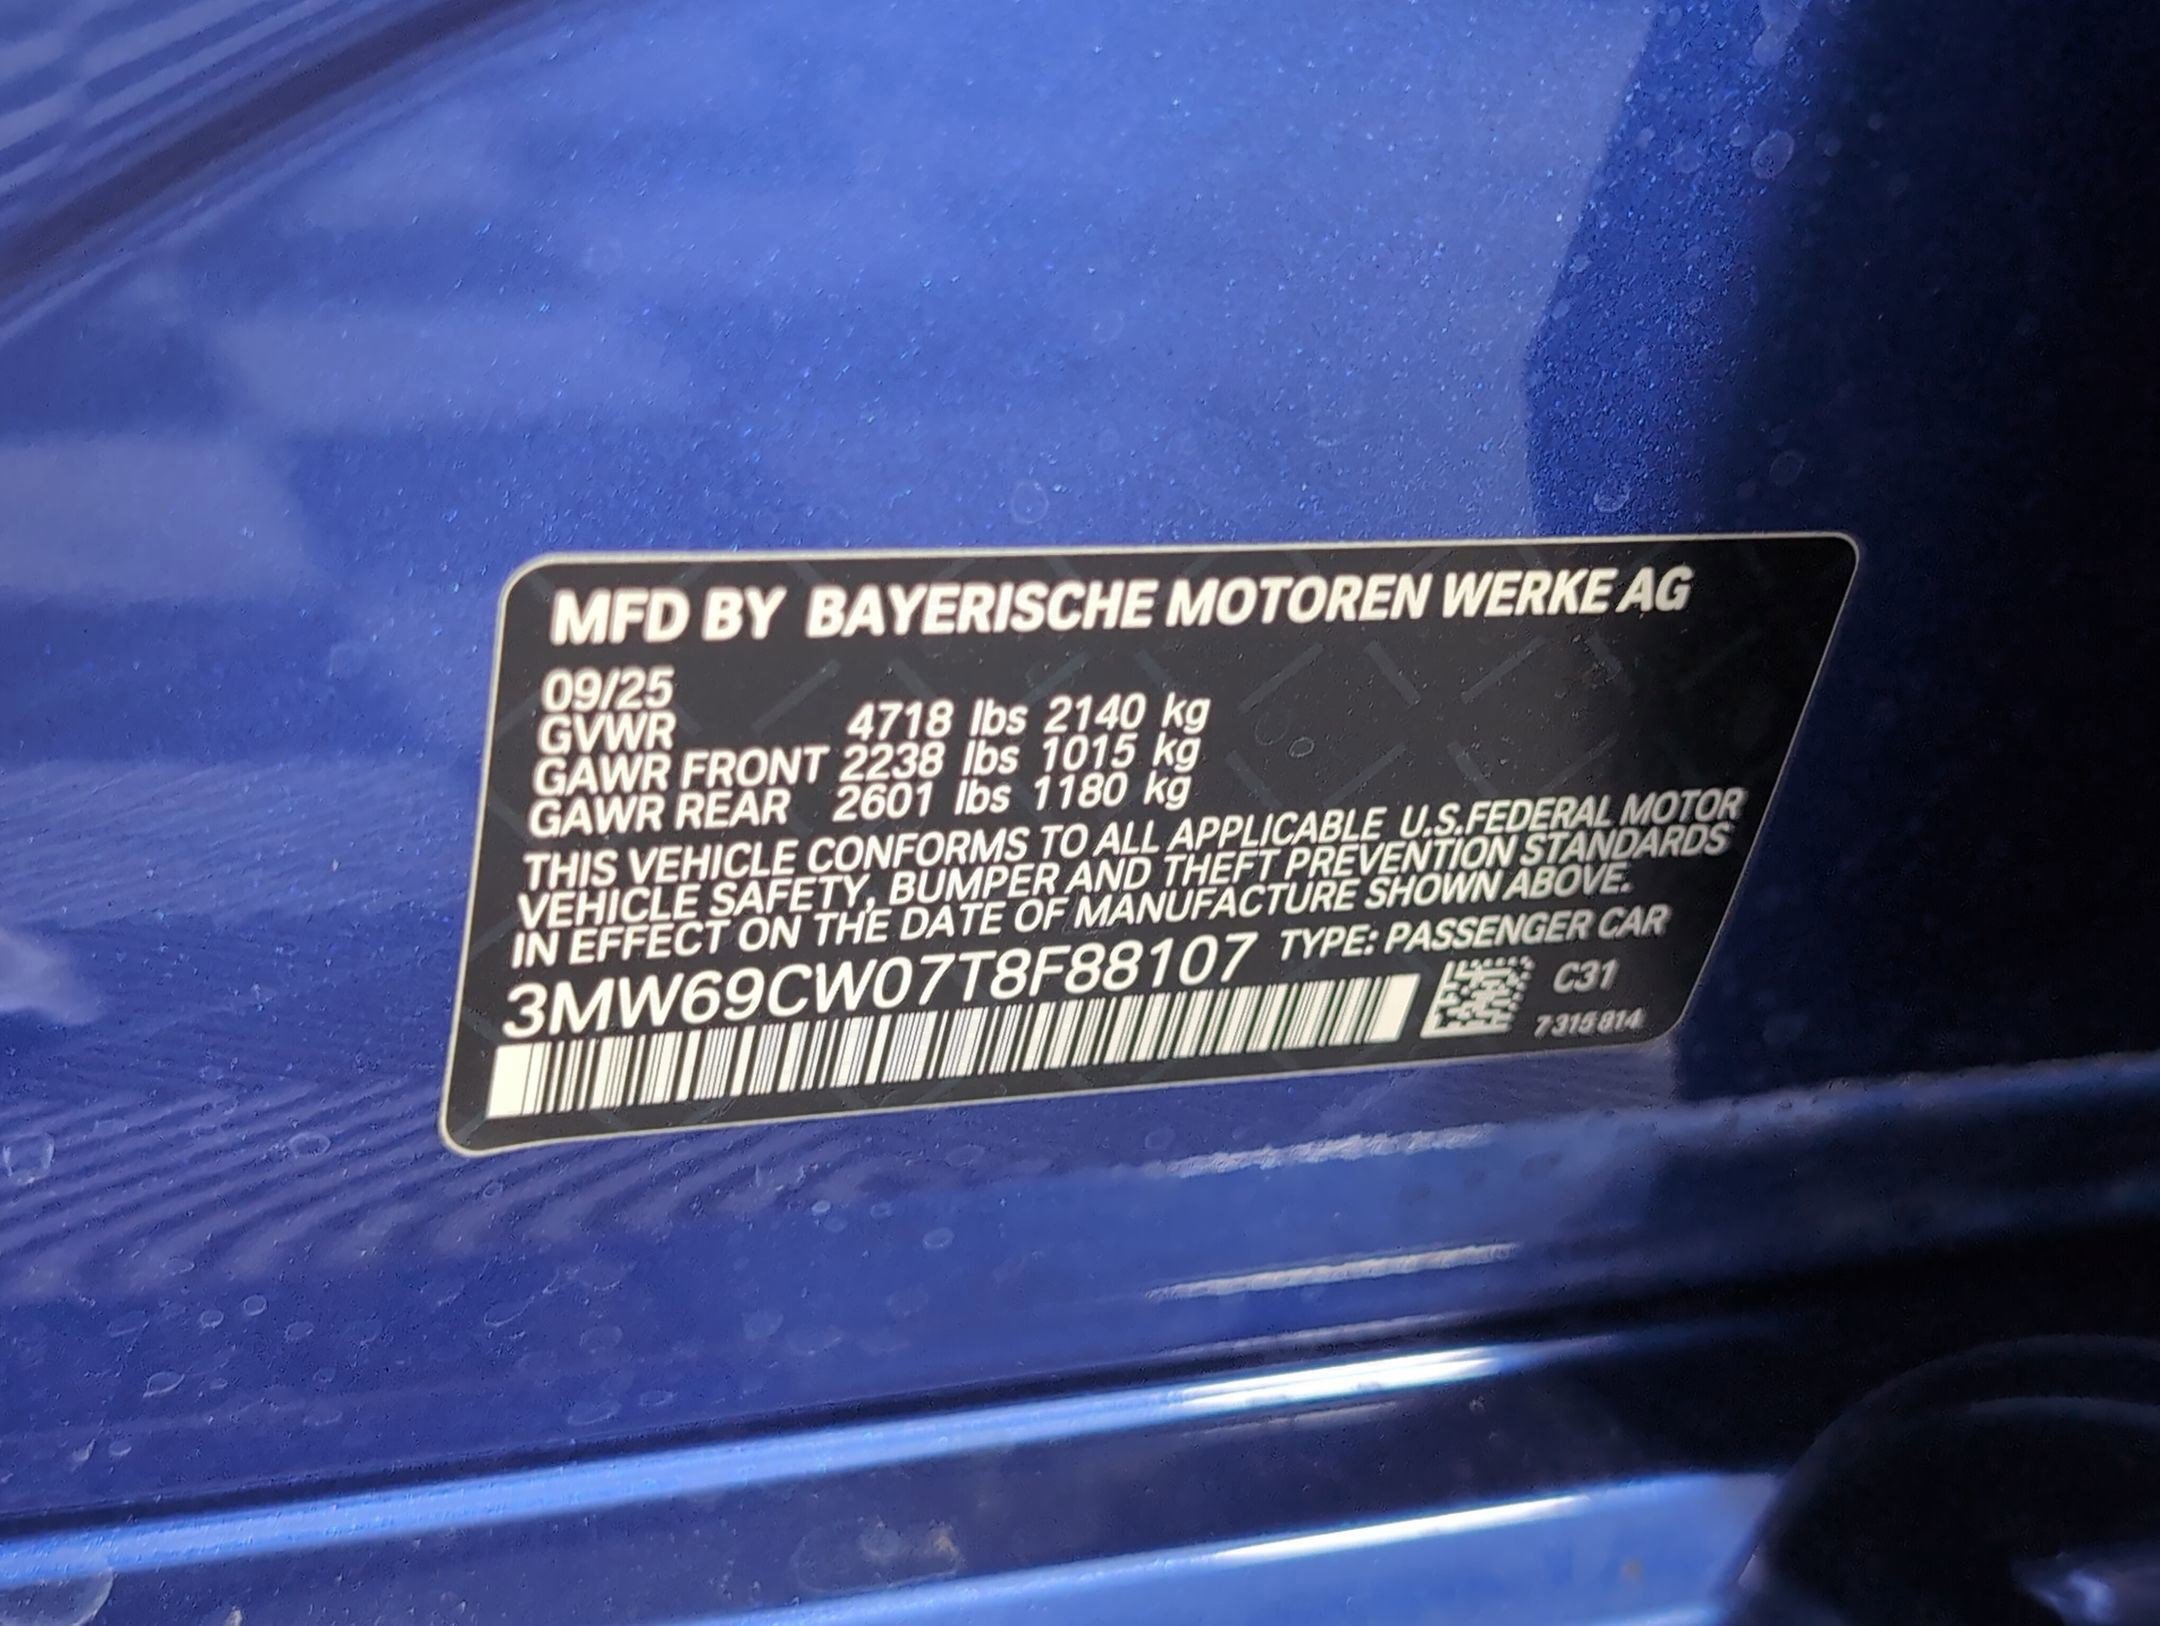 MFD BY BAYERISCHE MOTOREN WERKE AG
09/25
GVWR 4718 lbs 2140 kg
GAWR FRONT 2238 lbs 1015 kg
GAWR REAR 2601 lbs 1180 kg
THIS VEHICLE CONFORMS TO ALL APPLICABLE U.S.FEDERAL MOTOR
VEHICLE SAFETY, BUMPER AND THEFT PREVENTION STANDARDS
IN EFFECT ON THE DATE OF MANUFACTURE SHOWN ABOVE.
3MW69CW07T8F88107 TYPE: PASSENGER CAR
C31
7 315 814